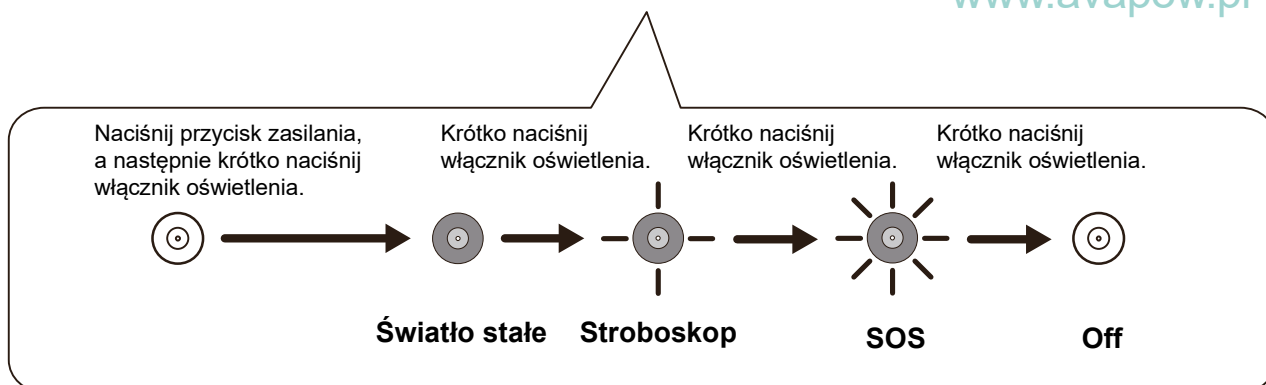 www.avapow.pl
Naciśnij przycisk zasilania,
a następnie krótko naciśnij
włącznik oświetlenia.
Krótko naciśnij
włącznik oświetlenia.
Krótko naciśnij
włącznik oświetlenia.
Krótko naciśnij
włącznik oświetlenia.
Światło stałe
Stroboskop
SOS
Off